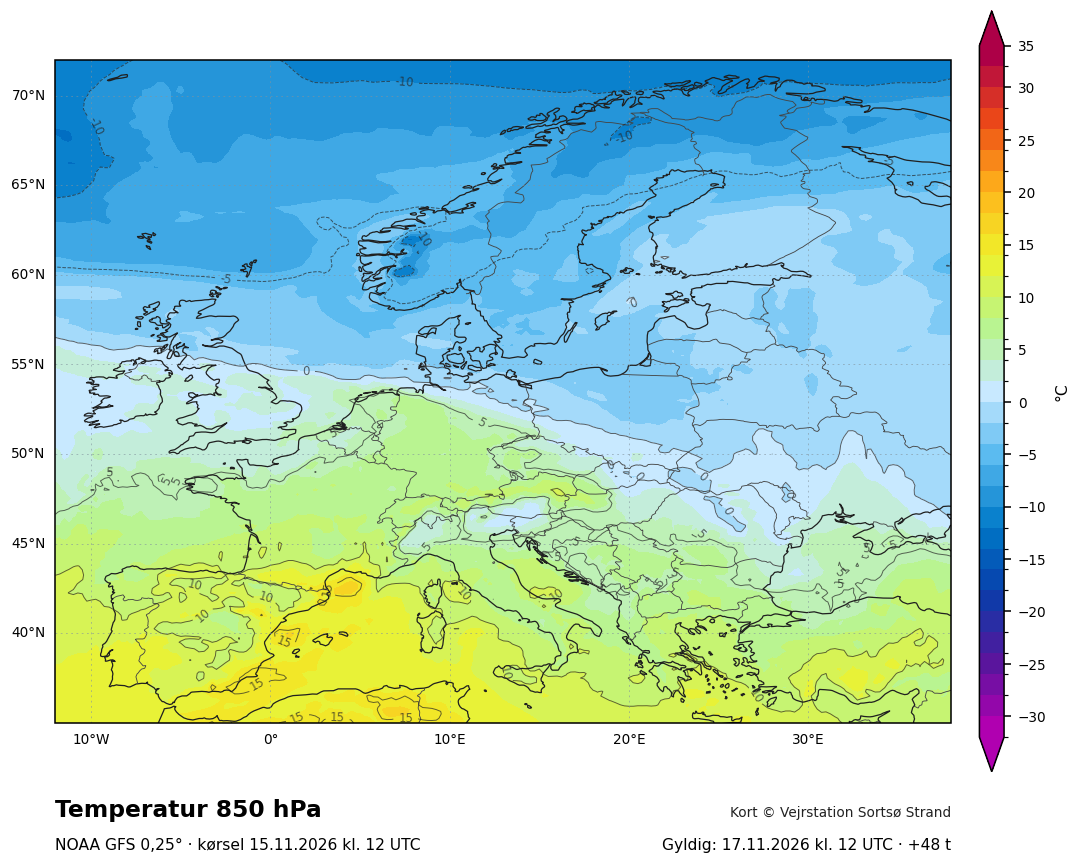 70°N
65°N
60°N
55°N
50°N
45°N
40°N
10°W 0° 10°E 20°E 30°E
35
30
25
20
15
10
5
0
−5
−10
−15
−20
−25
−30
°C
Temperatur 850 hPa
Kort © Vejrstation Sortsø Strand
NOAA GFS 0,25° · kørsel 15.11.2026 kl. 12 UTC
Gyldig: 17.11.2026 kl. 12 UTC · +48 t